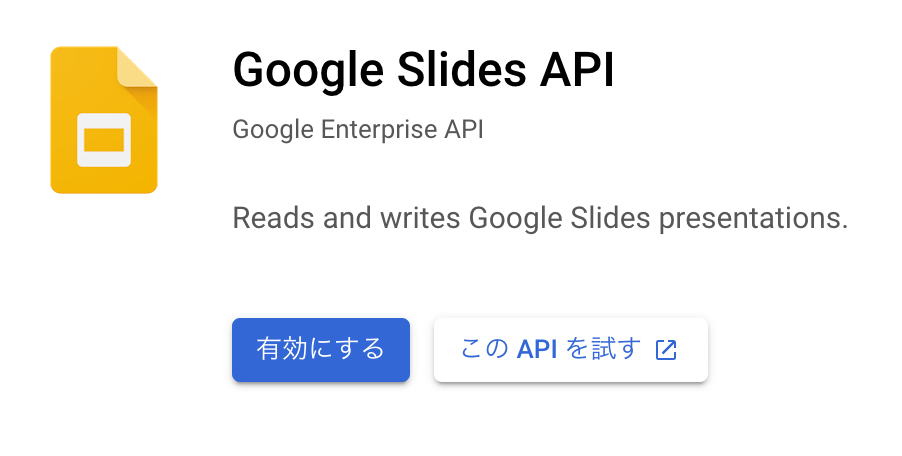 Google Slides API
Google Enterprise API
Reads and writes Google Slides presentations.
有効にする
この API を試す